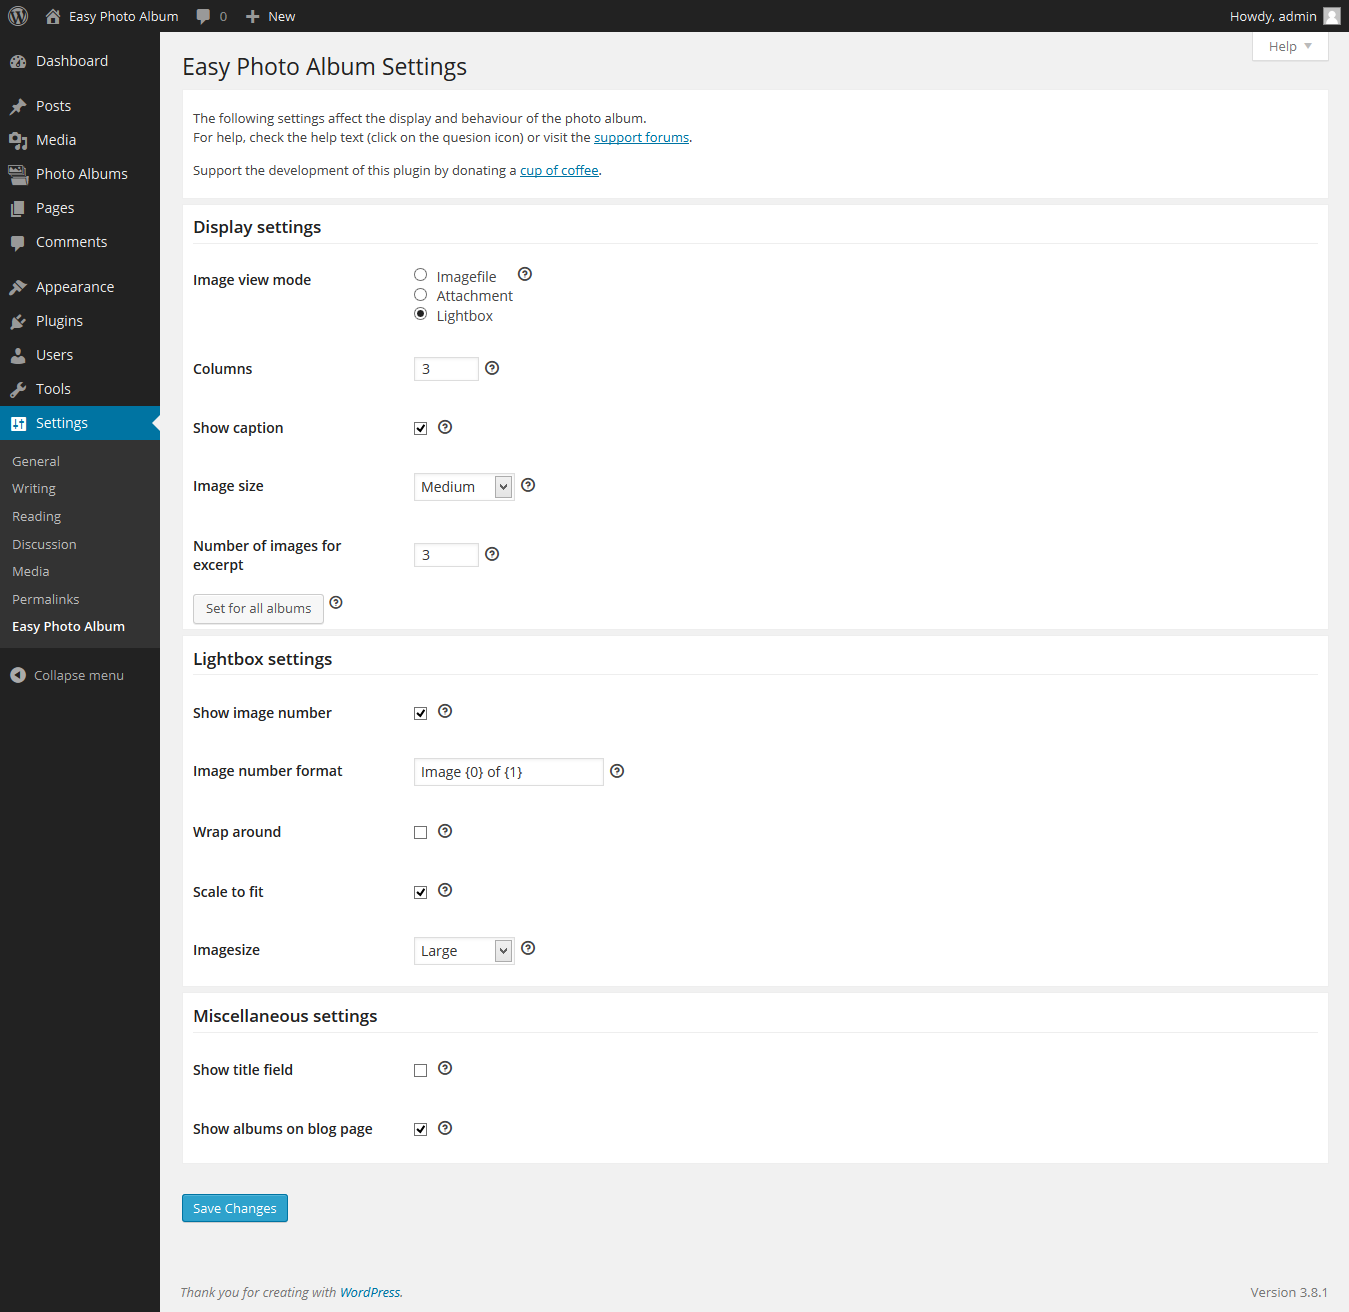 Easy Photo Album 0 New Howdy, admin
Help
Dashboard
Posts
Media
Photo Albums
Pages
Comments
Appearance
Plugins
Users
Tools
Settings
General
Writing
Reading
Discussion
Media
Permalinks
Easy Photo Album
Collapse menu
Easy Photo Album Settings
The following settings affect the display and behaviour of the photo album.
For help, check the help text (click on the quesion icon) or visit the support forums.
Support the development of this plugin by donating a cup of coffee.
Display settings
Image view mode
Imagefile
Attachment
Lightbox
Columns 3
Show caption
Image size Medium
Number of images for
excerpt
3
Set for all albums
Lightbox settings
Show image number
Image number format Image {0} of {1}
Wrap around
Scale to fit
Imagesize Large
Miscellaneous settings
Show title field
Show albums on blog page
Save Changes
Thank you for creating with WordPress. Version 3.8.1